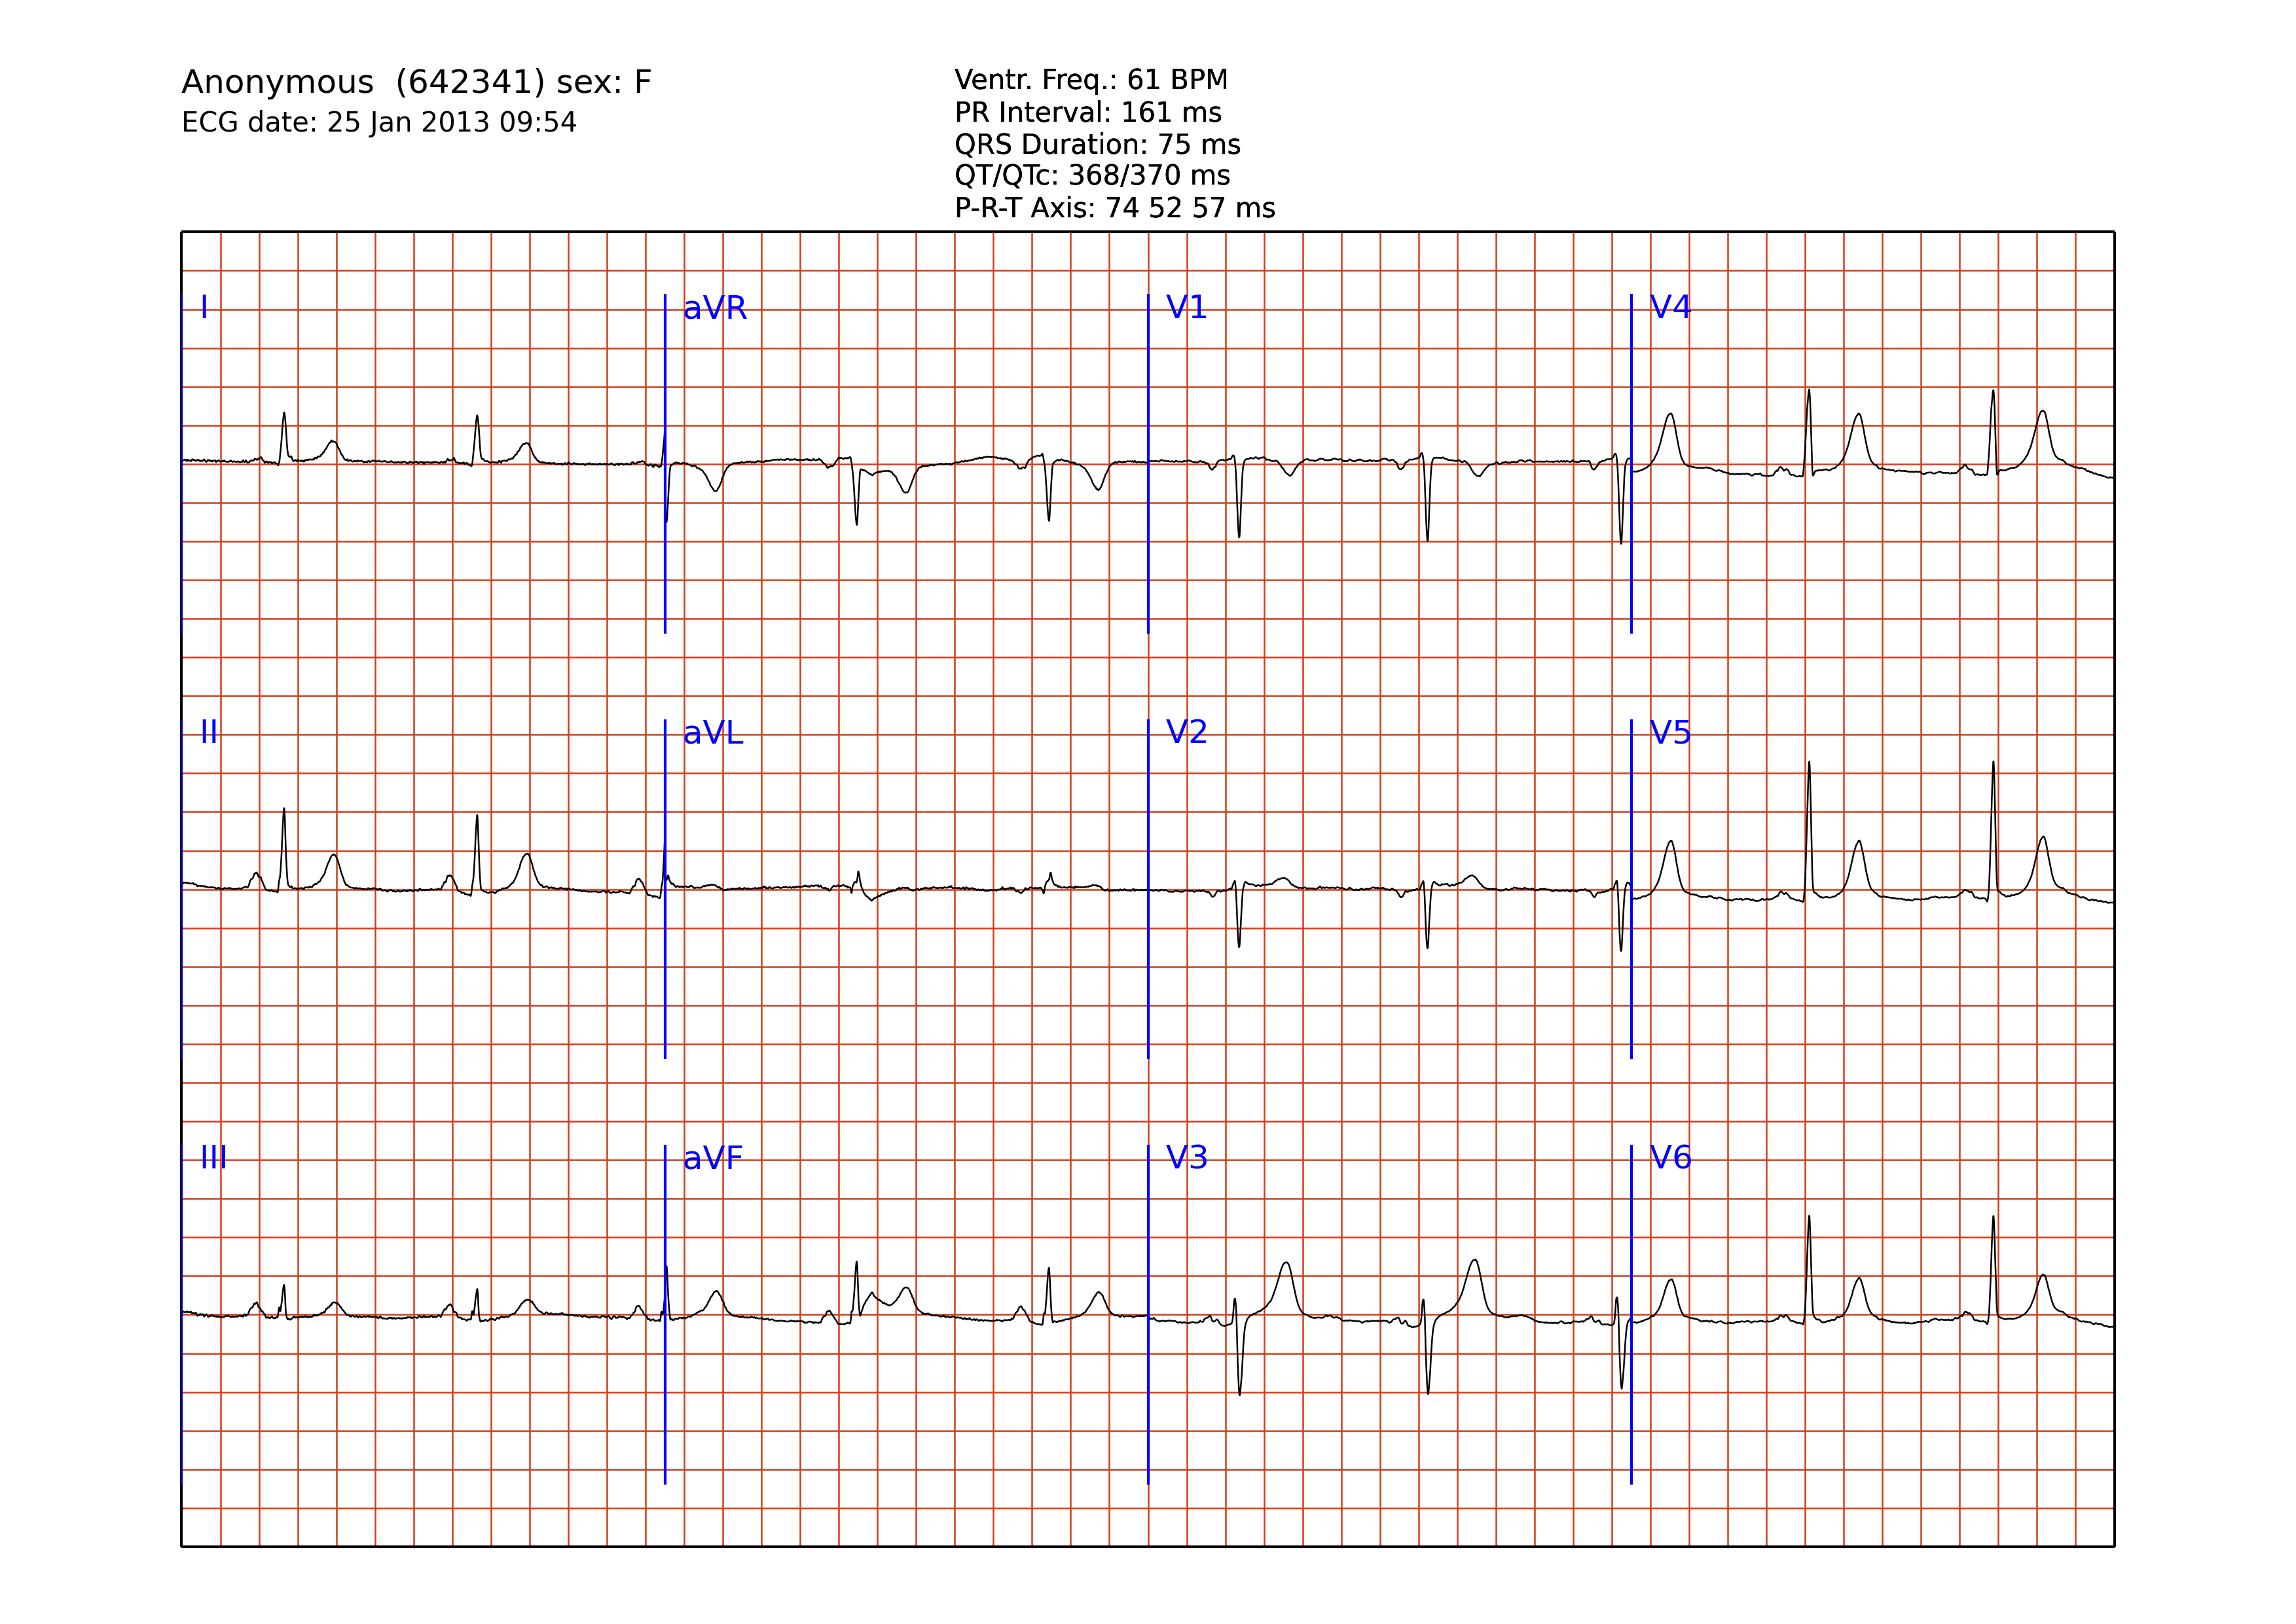 Anonymous  (642341) sex: F
ECG date: 25 Jan 2013 09:54
Ventr. Freq.: 61 BPM
PR Interval: 161 ms
QRS Duration: 75 ms
QT/QTc: 368/370 ms
P-R-T Axis: 74 52 57 ms
I aVR V1 V4
II aVL V2 V5
III aVF V3 V6